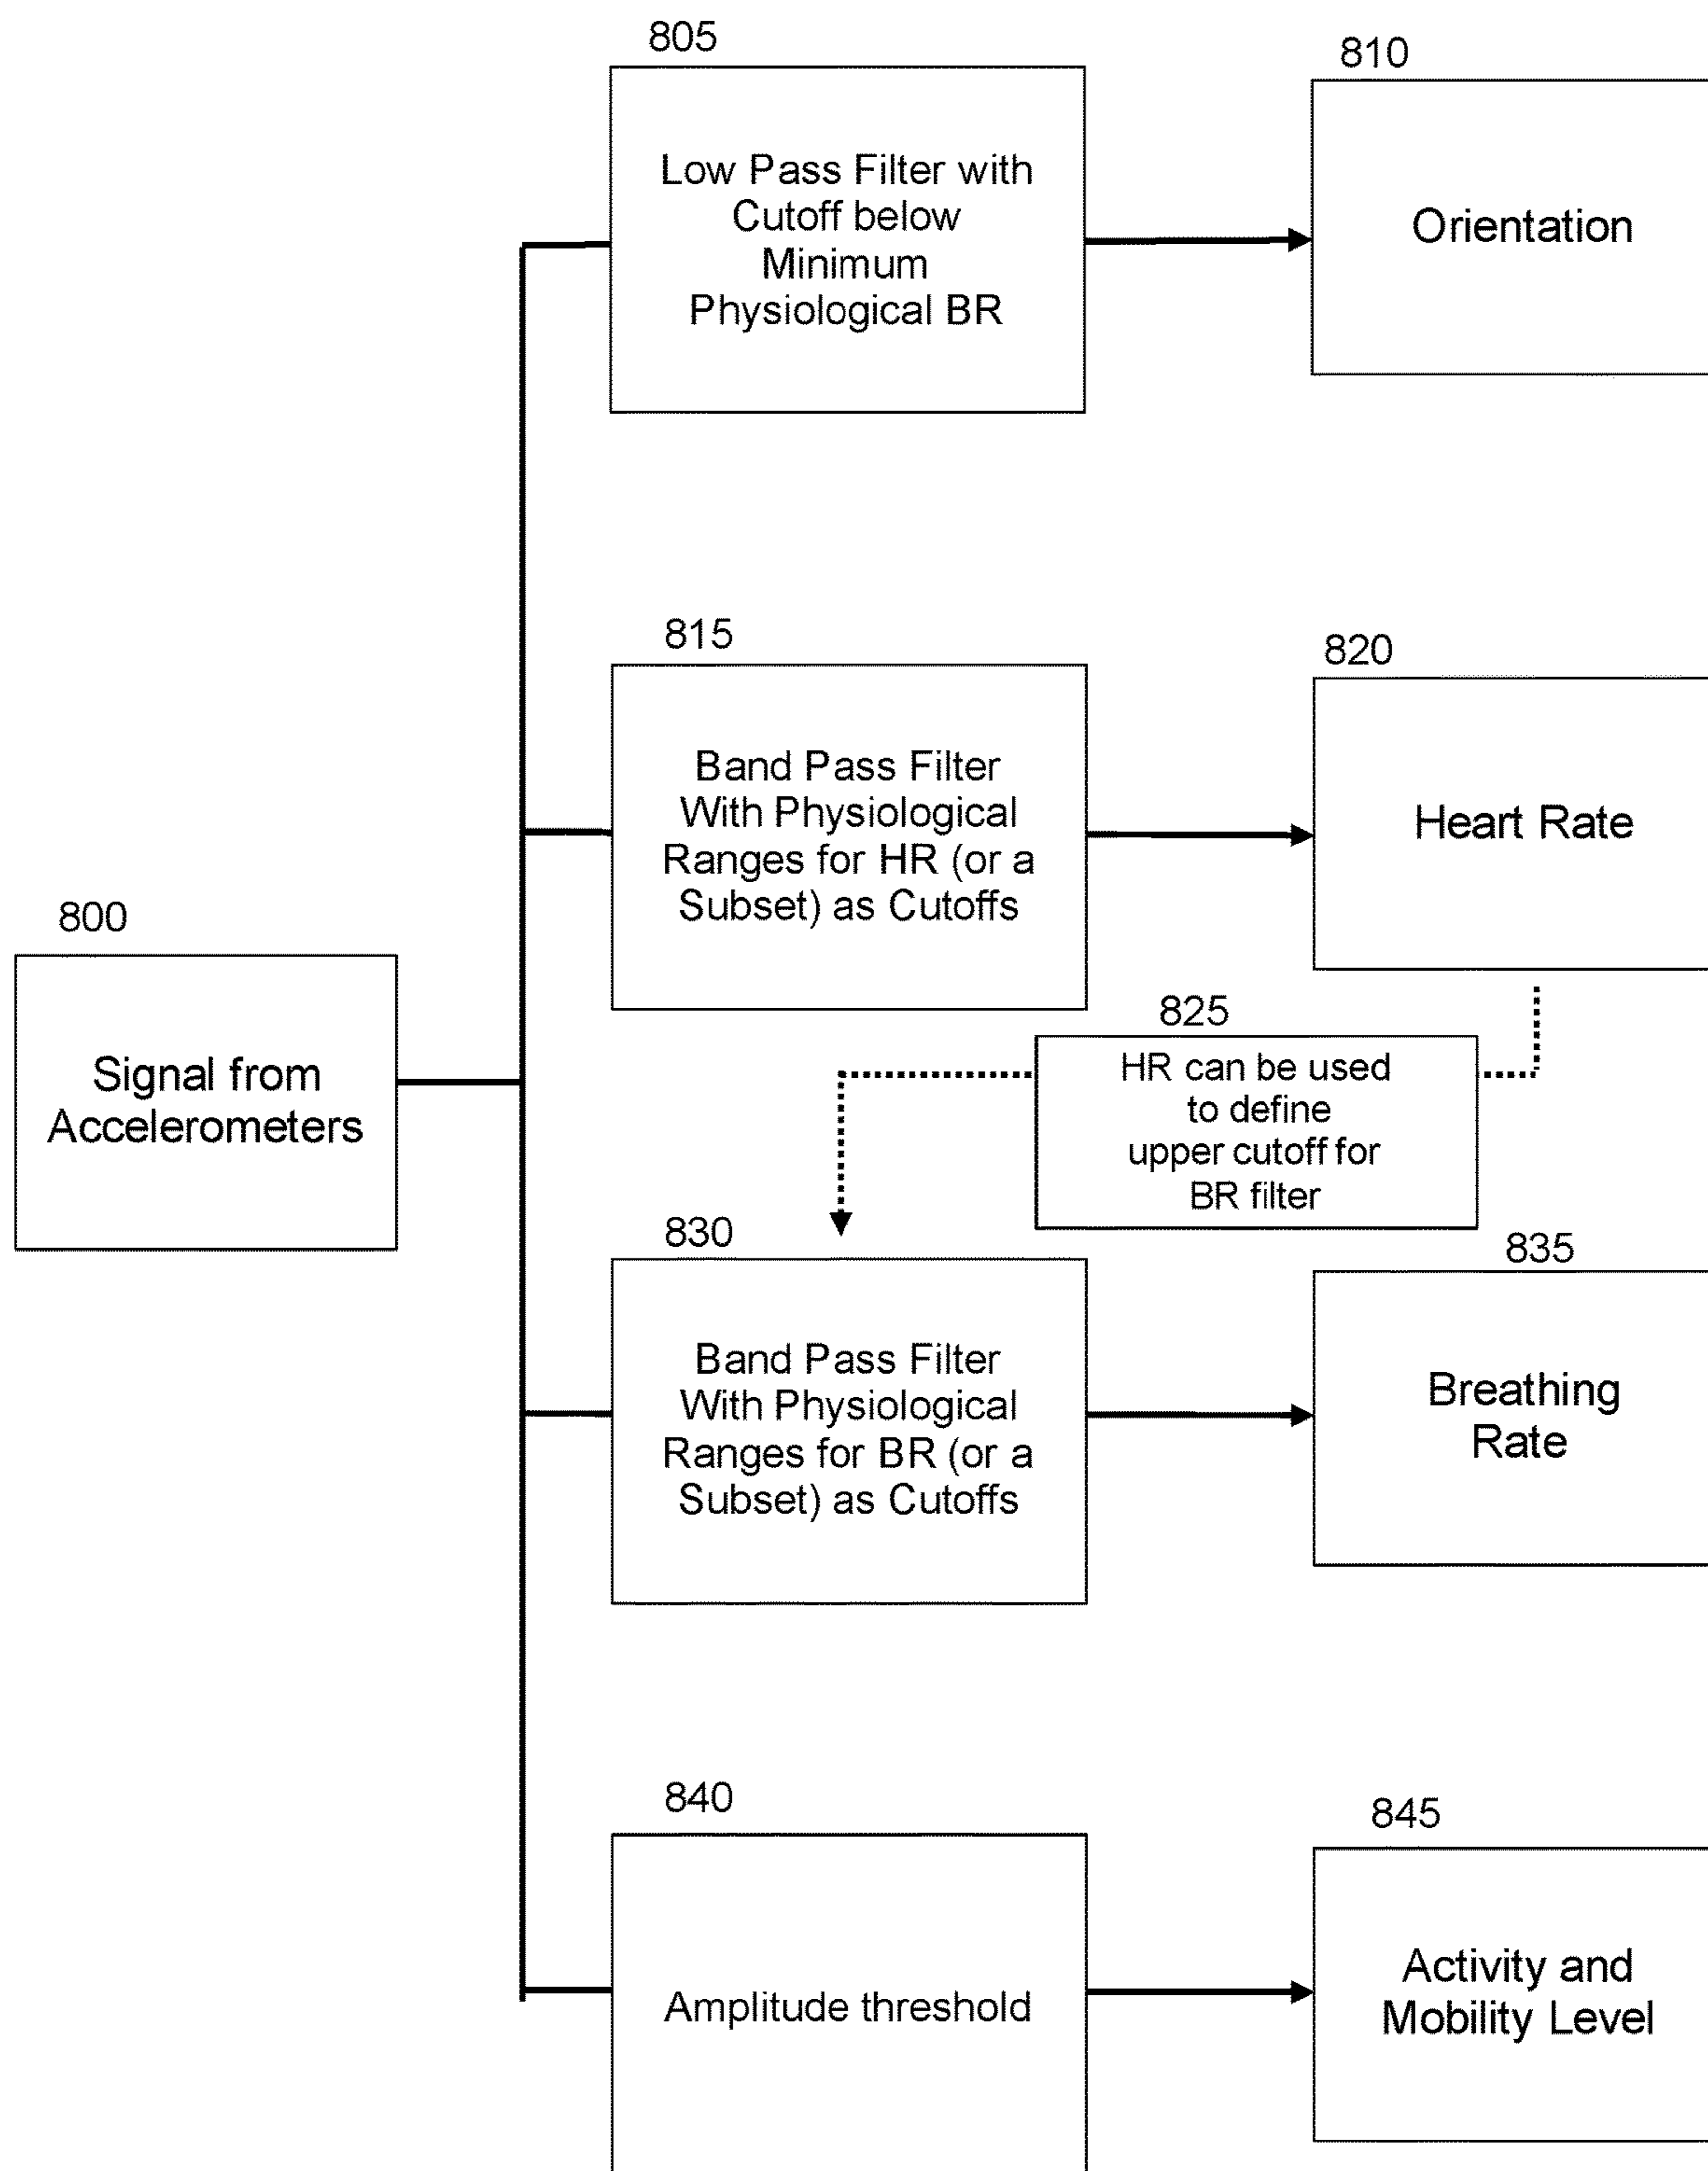 805
Low Pass Filter with
Cutoff below
Minimum
Physiological BR
810
Orientation
815
Band Pass Filter
With Physiological
Ranges for HR (or a
Subset) as Cutoffs
820
Heart Rate
800
Signal from
Accelerometers
825
HR can be used
to define
upper cutoff for
BR filter
830
Band Pass Filter
With Physiological
Ranges for BR (or a
Subset) as Cutoffs
835
Breathing
Rate
840
Amplitude threshold
845
Activity and
Mobility Level